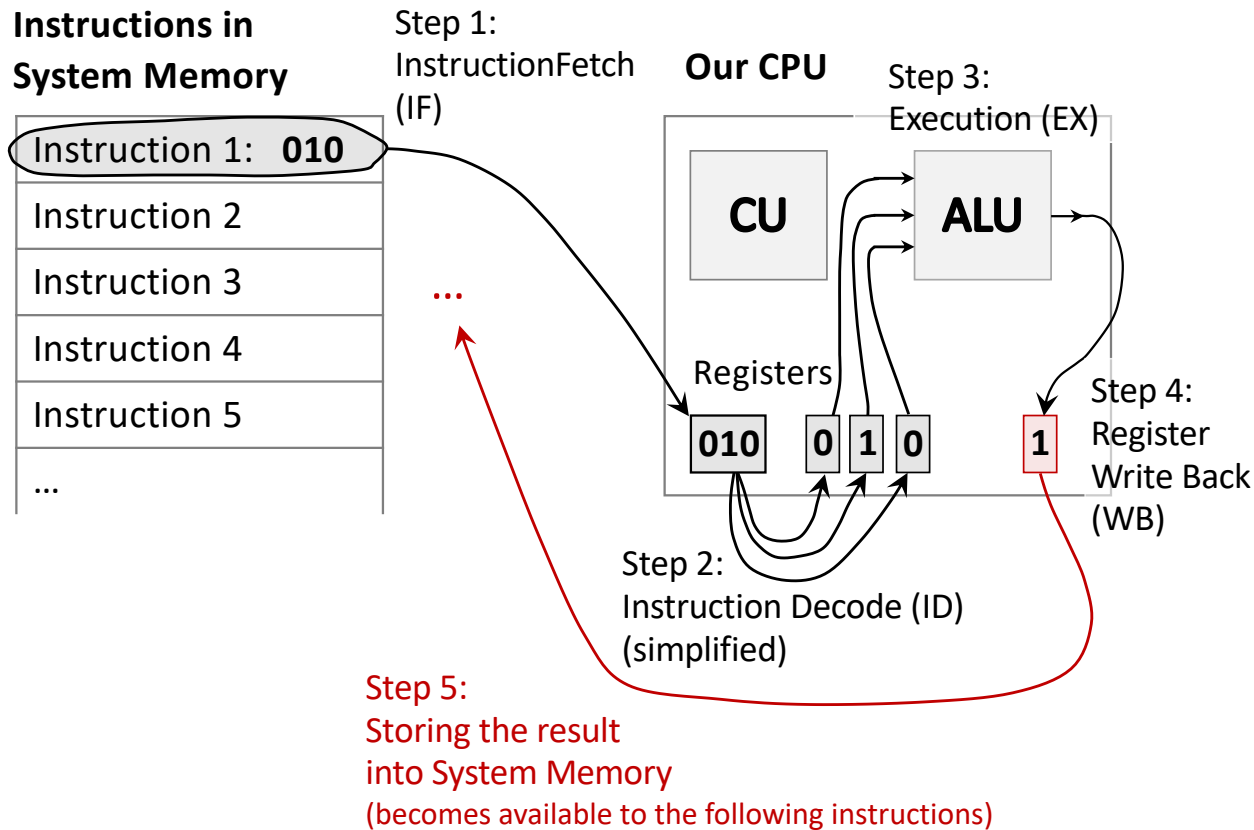 Instructions in
System Memory
Instruction 1: 010
Instruction 2
Instruction 3
Instruction 4
Instruction 5
...
Step 1:
InstructionFetch
(IF)
...
Our CPU
Step 3:
Execution (EX)
CU
ALU
Registers
010
0
1
0
1
Step 4:
Register
Write Back
(WB)
Step 2:
Instruction Decode (ID)
(simplified)
Step 5:
Storing the result
into System Memory
(becomes available to the following instructions)